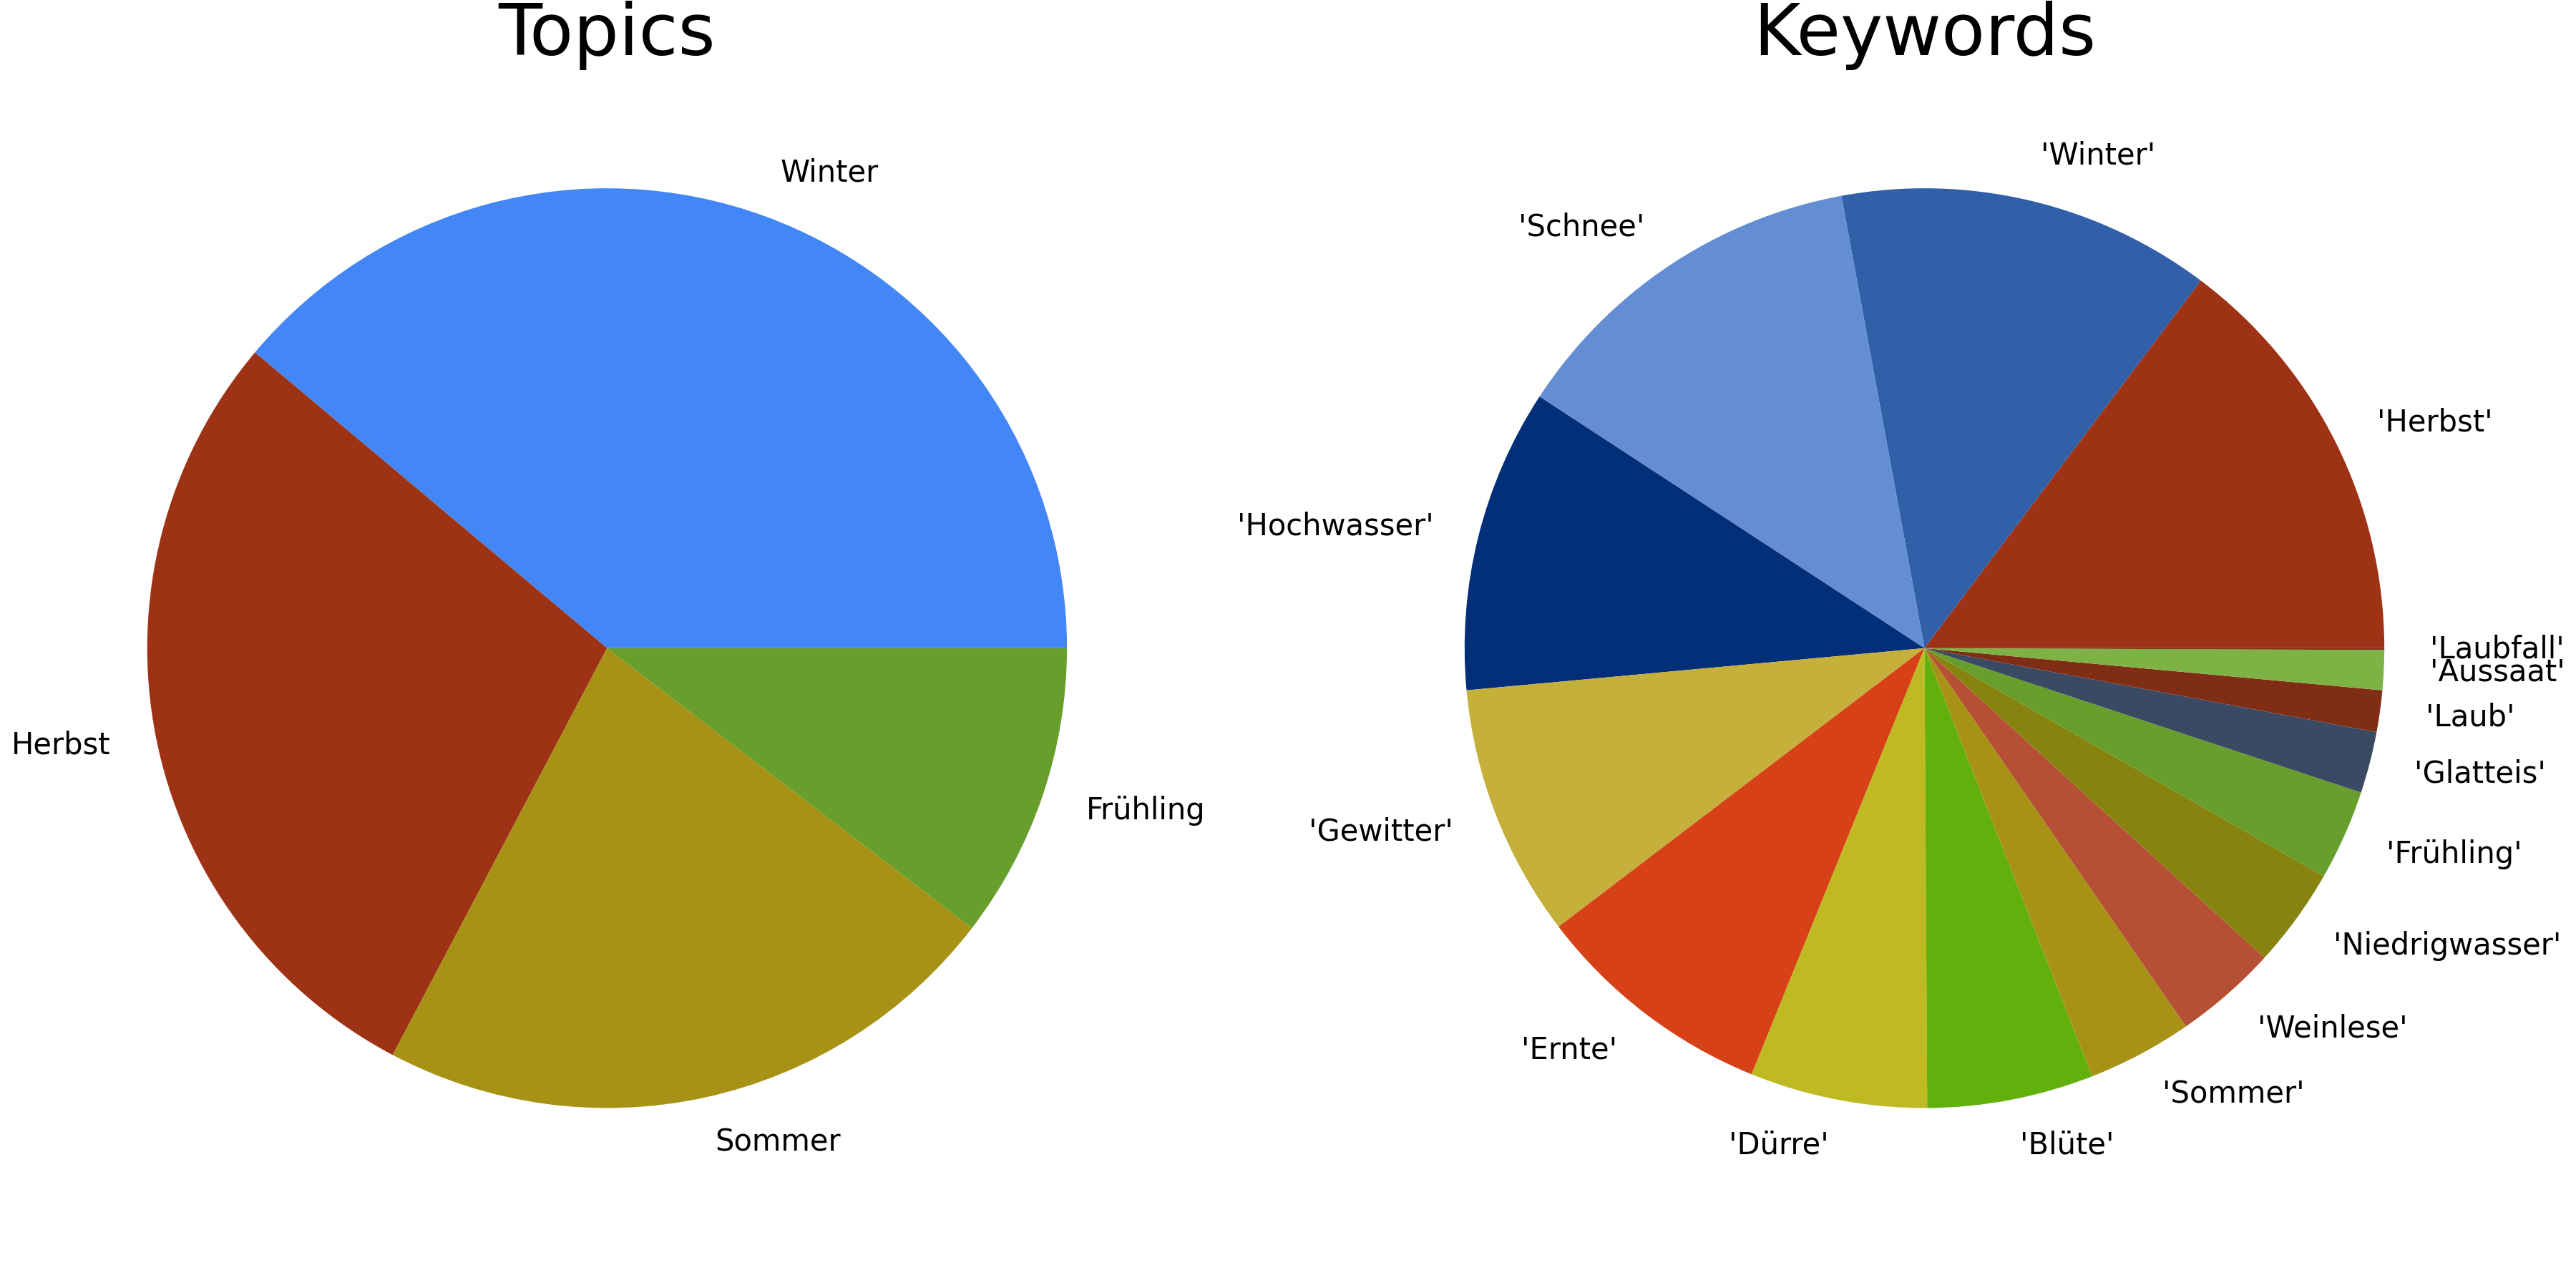 Topics
Winter
Herbst
Sommer
Frühling
Keywords
'Winter'
'Schnee'
'Herbst'
'Hochwasser'
'Laubfall'
'Aussaat'
'Laub'
'Glatteis'
'Gewitter'
'Frühling'
'Niedrigwasser'
'Weinlese'
'Ernte'
'Sommer'
'Dürre'
'Blüte'